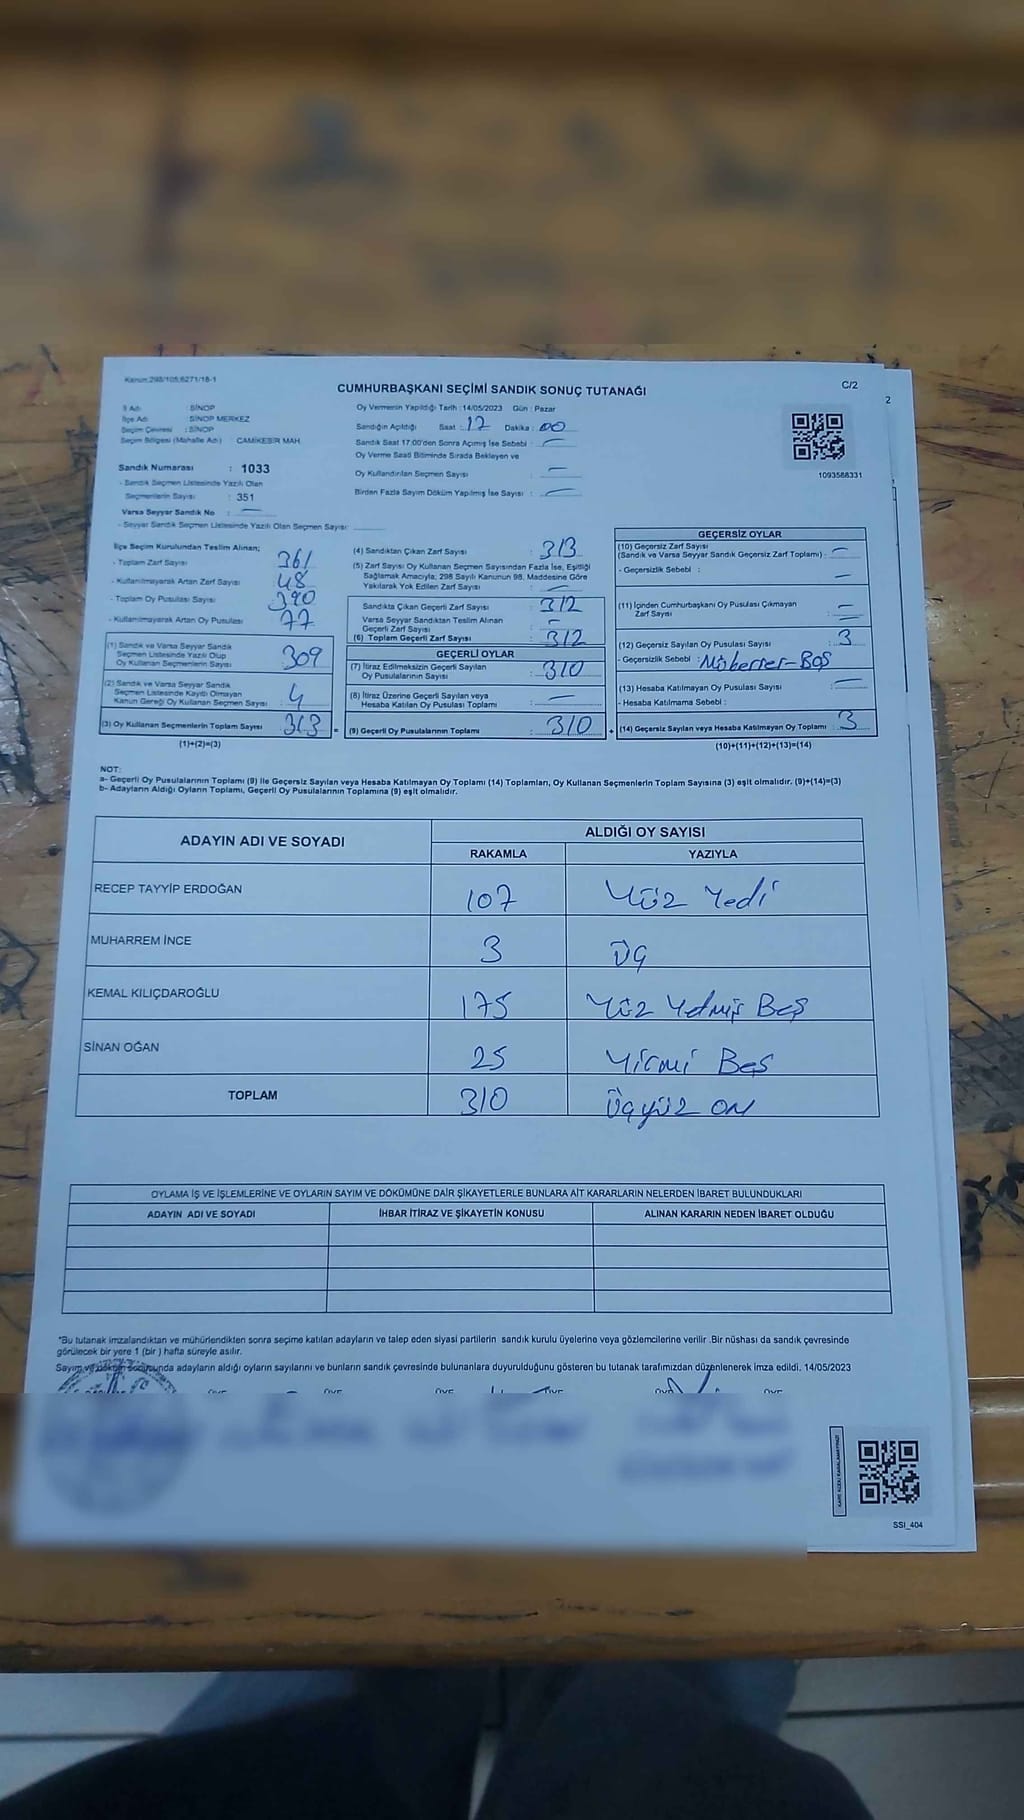 Kanun:298/105;6271/18-1
CUMHURBAŞKANI SEÇİMİ SANDIK SONUÇ TUTANAĞI
C/2
2
İl Adı : SİNOP
İlçe Adı : SİNOP MERKEZ
Seçim Çevresi : SİNOP
Seçim Bölgesi (Mahalle Adı) : CAMİKEBİR MAH.
Sandık Numarası : 1033
- Sandık Seçmen Listesinde Yazılı Olan
Seçmenlerin Sayısı : 351
Varsa Seyyar Sandık No : —
- Seyyar Sandık Seçmen Listesinde Yazılı Olan Seçmen Sayısı:
Oy Vermenin Yapıldığı Tarih :14/05/2023 Gün : Pazar
Sandığın Açıldığı Saat : 17 Dakika : 00
Sandık Saat 17.00'den Sonra Açımış İse Sebebi : —
Oy Verme Saati Bitiminde Sırada Bekleyen ve
Oy Kullandırılan Seçmen Sayısı : —
Birden Fazla Sayım Döküm Yapılmış İse Sayısı : —
1093588331
İlçe Seçim Kurulundan Teslim Alınan;
- Toplam Zarf Sayısı 361
- Kullanılmayarak Artan Zarf Sayısı 48
- Toplam Oy Pusulası Sayısı 390
- Kullanılmayarak Artan Oy Pusulası 77
(1) Sandık ve Varsa Seyyar Sandık
Seçmen Listesinde Yazılı Olup
Oy Kullanan Seçmenlerin Sayısı 309
(2) Sandık ve Varsa Seyyar Sandık
Seçmen Listesinde Kayıtlı Olmayan
Kanun Gereği Oy Kullanan Seçmen Sayısı : 4
(3) Oy Kullanan Seçmenlerin Toplam Sayısı : 313
(1)+(2)=(3)
(4) Sandıktan Çıkan Zarf Sayısı : 313
(5) Zarf Sayısı Oy Kullanan Seçmen Sayısından Fazla İse, Eşitliği
Sağlamak Amacıyla; 298 Sayılı Kanunun 98. Maddesine Göre
Yakılarak Yok Edilen Zarf Sayısı : —
Sandıkta Çıkan Geçerli Zarf Sayısı : 312
Varsa Seyyar Sandıktan Teslim Alınan
Geçerli Zarf Sayısı : —
(6) Toplam Geçerli Zarf Sayısı : 312
GEÇERLİ OYLAR
(7) İtiraz Edilmeksizin Geçerli Sayılan
Oy Pusulalarının Sayısı : 310
(8) İtiraz Üzerine Geçerli Sayılan veya
Hesaba Katılan Oy Pusulası Toplamı : —
= (9) Geçerli Oy Pusulalarının Toplamı : 310 +
GEÇERSİZ OYLAR
(10) Geçersiz Zarf Sayısı
(Sandık ve Varsa Seyyar Sandık Geçersiz Zarf Toplamı) : —
- Geçersizlik Sebebi : —
(11) İçinden Cumhurbaşkanı Oy Pusulası Çıkmayan
Zarf Sayısı : —
(12) Geçersiz Sayılan Oy Pusulası Sayısı : 3
- Geçersizlik Sebebi : Mükerrer-Boş
(13) Hesaba Katılmayan Oy Pusulası Sayısı : —
- Hesaba Katılmama Sebebi :
(14) Geçersiz Sayılan veya Hesaba Katılmayan Oy Toplamı : 3
(10)+(11)+(12)+(13)=(14)
NOT:
a- Geçerli Oy Pusulalarının Toplamı (9) ile Geçersiz Sayılan veya Hesaba Katılmayan Oy Toplamı (14) Toplamları, Oy Kullanan Seçmenlerin Toplam Sayısına (3) eşit olmalıdır. (9)+(14)=(3)
b- Adayların Aldığı Oyların Toplamı, Geçerli Oy Pusulalarının Toplamına (9) eşit olmalıdır.
ADAYIN ADI VE SOYADI
ALDIĞI OY SAYISI
RAKAMLA YAZIYLA
RECEP TAYYİP ERDOĞAN 107 Yüz Yedi
MUHARREM İNCE 3 Üç
KEMAL KILIÇDAROĞLU 175 Yüz Yetmiş Beş
SİNAN OĞAN 25 Yirmi Beş
TOPLAM 310 Üçyüz on
OYLAMA İŞ VE İŞLEMLERİNE VE OYLARIN SAYIM VE DÖKÜMÜNE DAİR ŞİKAYETLERLE BUNLARA AİT KARARLARIN NELERDEN İBARET BULUNDUKLARI
ADAYIN ADI VE SOYADI İHBAR İTİRAZ VE ŞİKAYETİN KONUSU ALINAN KARARIN NEDEN İBARET OLDUĞU
*Bu tutanak imzalandıktan ve mühürlendikten sonra seçime katılan adayların ve talep eden siyasi partilerin sandık kurulu üyelerine veya gözlemcilerine verilir .Bir nüshası da sandık çevresinde
görülecek bir yere 1 (bir ) hafta süreyle asılır.
Sayım ve döküm sonucunda adayların aldığı oyların sayılarını ve bunların sandık çevresinde bulunanlara duyurulduğunu gösteren bu tutanak tarafımızdan düzenlenerek imza edildi. 14/05/2023
ÜYE ÜYE ÜYE ÜYE ÜYE ÜYE
SSI_404